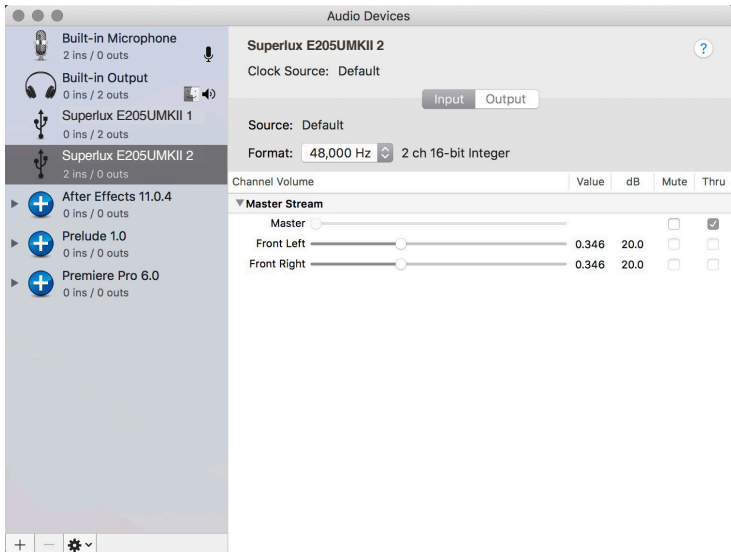 Audio Devices
Built-in Microphone
2 ins / 0 outs
Built-in Output
0 ins / 2 outs
Superlux E205UMKII 1
0 ins / 2 outs
Superlux E205UMKII 2
2 ins / 0 outs
After Effects 11.0.4
0 ins / 0 outs
Prelude 1.0
0 ins / 0 outs
Premiere Pro 6.0
0 ins / 0 outs
Superlux E205UMKII 2
?
Clock Source: Default
Input Output
Source: Default
Format: 48,000 Hz 2 ch 16-bit Integer
Channel Volume Value dB Mute Thru
Master Stream
Master
Front Left 0.346 20.0
Front Right 0.346 20.0